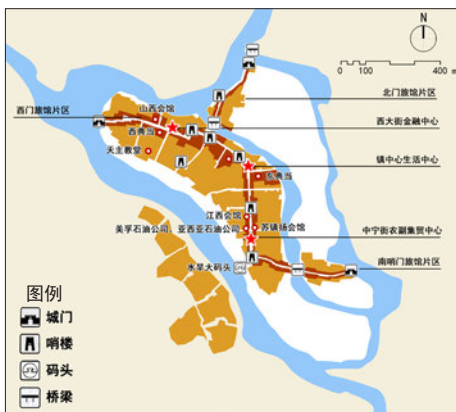 N
0 100 200 400 m
北门旅馆片区
山西会馆
西门旅馆片区
西大街金融中心
西典当
天主教堂
镇中心生活中心
东典当
江西会馆
美孚石油公司
亚西亚石油公司
苏镇扬会馆
中宁街农副集贸中心
水旱大码头
南哨门旅馆片区
图例
城门
哨楼
码头
桥梁